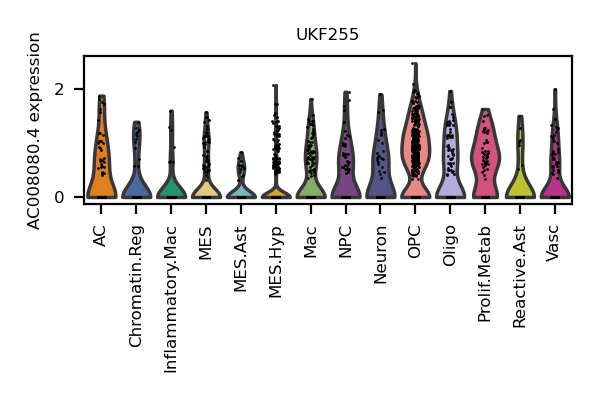 UKF255
AC008080.4 expression
2
0
AC
Chromatin.Reg
Inflammatory.Mac
MES
MES.Ast
MES.Hyp
Mac
NPC
Neuron
OPC
Oligo
Prolif.Metab
Reactive.Ast
Vasc